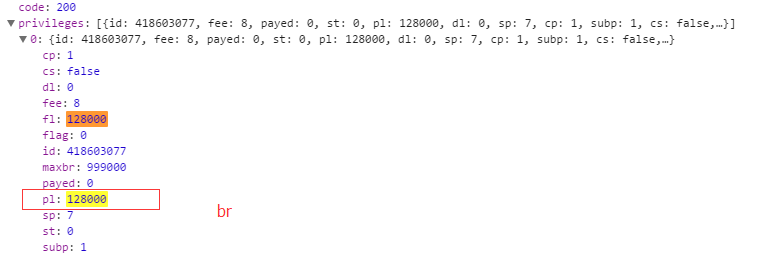 code: 200
▼privileges: [{id: 418603077, fee: 8, payed: 0, st: 0, pl: 128000, dl: 0, sp: 7, cp: 1, subp: 1, cs: false,…}]
▼0: {id: 418603077, fee: 8, payed: 0, st: 0, pl: 128000, dl: 0, sp: 7, cp: 1, subp: 1, cs: false,…}
cp: 1
cs: false
dl: 0
fee: 8
fl: 128000
flag: 0
id: 418603077
maxbr: 999000
payed: 0
pl: 128000
br
sp: 7
st: 0
subp: 1